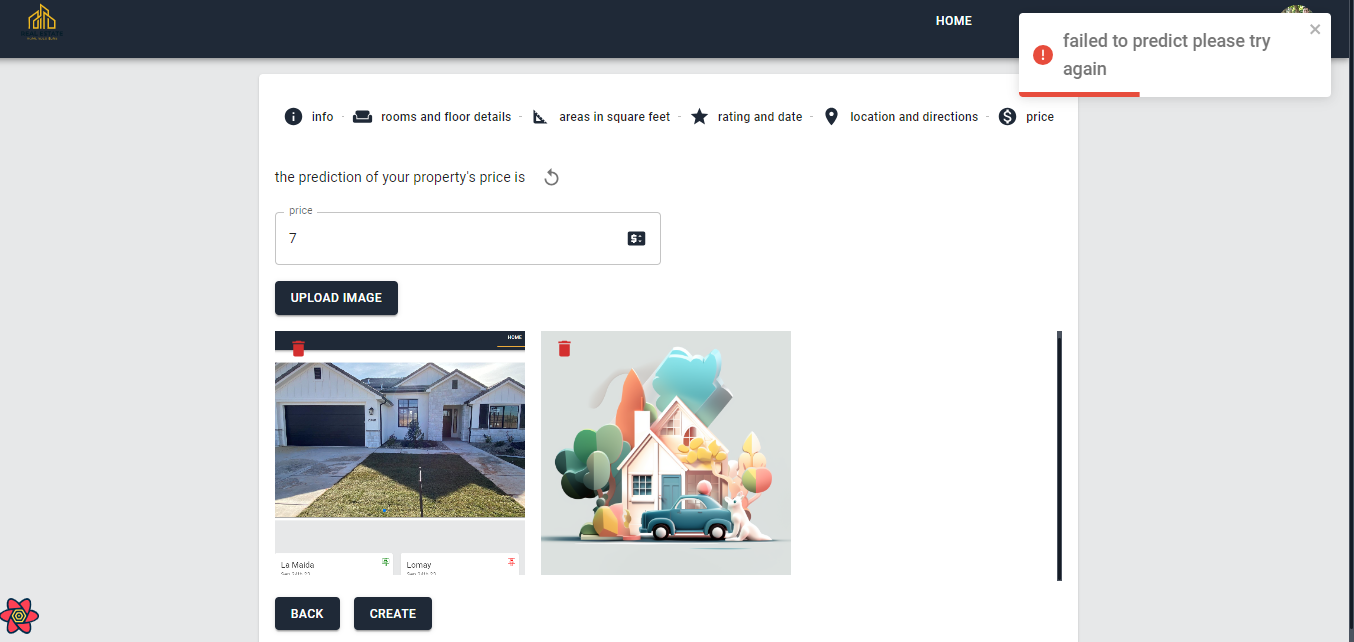 HOME
failed to predict please try
again
info - rooms and floor details - areas in square feet - rating and date - location and directions - price
the prediction of your property's price is
price
7
UPLOAD IMAGE
HOME
La Maida
Lomay
BACK
CREATE